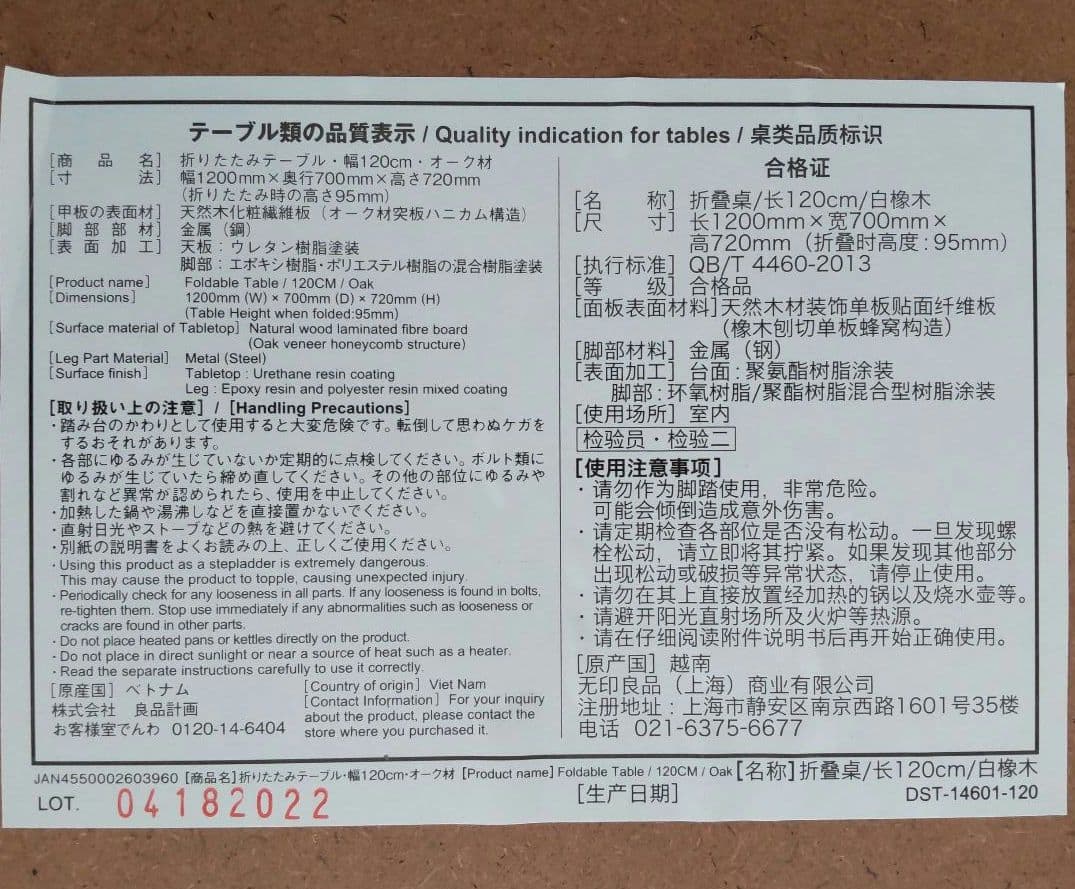 テーブル類の品質表示 / Quality indication for tables / 桌类品质标识
[商品名] 折りたたみテーブル・幅120cm・オーク材
[寸法] 幅1200mm×奥行700mm×高さ720mm
(折りたたみ時の高さ95mm)
[甲板の表面材] 天然木化粧繊維板（オーク材突板ハニカム構造）
[脚部部材] 金属（鋼）
[表面加工] 天板：ウレタン樹脂塗装
脚部：エポキシ樹脂・ポリエステル樹脂の混合樹脂塗装
[Product name] Foldable Table / 120CM / Oak
[Dimensions] 1200mm (W) × 700mm (D) × 720mm (H)
(Table Height when folded:95mm)
[Surface material of Tabletop] Natural wood laminated fibre board
(Oak veneer honeycomb structure)
[Leg Part Material] Metal (Steel)
[Surface finish] Tabletop : Urethane resin coating
Leg : Epoxy resin and polyester resin mixed coating
[取り扱い上の注意] / [Handling Precautions]
・踏み台のかわりとして使用すると大変危険です。転倒して思わぬケガを
するおそれがあります。
・各部にゆるみが生じていないか定期的に点検してください。ボルト類に
ゆるみが生じていたら締め直してください。その他の部位にゆるみや
割れなど異常が認められたら、使用を中止してください。
・加熱した鍋や湯沸しなどを直接置かないでください。
・直射日光やストーブなどの熱を避けてください。
・別紙の説明書をよくお読みの上、正しくご使用ください。
・Using this product as a stepladder is extremely dangerous.
This may cause the product to topple, causing unexpected injury.
・Periodically check for any looseness in all parts. If any looseness is found in bolts,
re-tighten them. Stop use immediately if any abnormalities such as looseness or
cracks are found in other parts.
・Do not place heated pans or kettles directly on the product.
・Do not place in direct sunlight or near a source of heat such as a heater.
・Read the separate instructions carefully to use it correctly.
[原産国] ベトナム
株式会社 良品計画
お客様室でんわ 0120-14-6404
[Country of origin] Viet Nam
[Contact Information] For your inquiry
about the product, please contact the
store where you purchased it.
合格证
[名称] 折叠桌/长120cm/白橡木
[尺寸] 长1200mm×宽700mm×
高720mm（折叠时高度：95mm）
[执行标准] QB/T 4460-2013
[等级] 合格品
[面板表面材料]天然木材装饰单板贴面纤维板
（橡木刨切单板蜂窝构造）
[脚部材料] 金属（钢）
[表面加工] 台面：聚氨酯树脂涂装
脚部：环氧树脂/聚酯树脂混合型树脂涂装
[使用场所] 室内
检验员・检验二
[使用注意事项]
・请勿作为脚踏使用，非常危险。
可能会倾倒造成意外伤害。
・请定期检查各部位是否没有松动。一旦发现螺
栓松动，请立即将其拧紧。如果发现其他部分
出现松动或破损等异常状态，请停止使用。
・请勿在其上直接放置经加热的锅以及烧水壶等。
・请避开阳光直射场所及火炉等热源。
・请在仔细阅读附件说明书后再开始正确使用。
[原产国] 越南
无印良品（上海）商业有限公司
注册地址：上海市静安区南京西路1601号35楼
电话 021-6375-6677
JAN4550002603960 [商品名]折りたたみテーブル・幅120cm・オーク材 [Product name] Foldable Table / 120CM / Oak [名称]折叠桌/长120cm/白橡木
LOT. 04182022 [生产日期] DST-14601-120